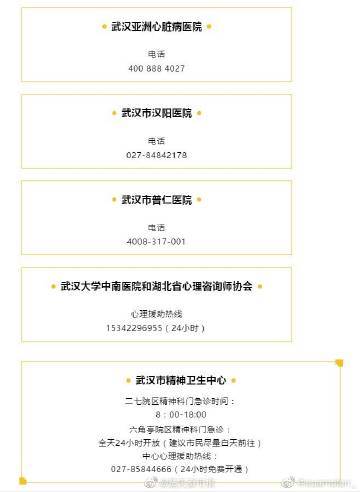 武汉亚洲心脏病医院
电话
400 888 4027
武汉市汉阳医院
电话
027-84842178
武汉市普仁医院
电话
4008-317-001
武汉大学中南医院和湖北省心理咨询师协会
心理援助热线
15342296955（24小时）
武汉市精神卫生中心
二七院区精神科门急诊时间：
8：00-18:00
六角亭院区精神科门急诊：
全天24小时开放（建议市民尽量白天前往）
中心心理援助热线：
027-85844666（24小时免费开通）